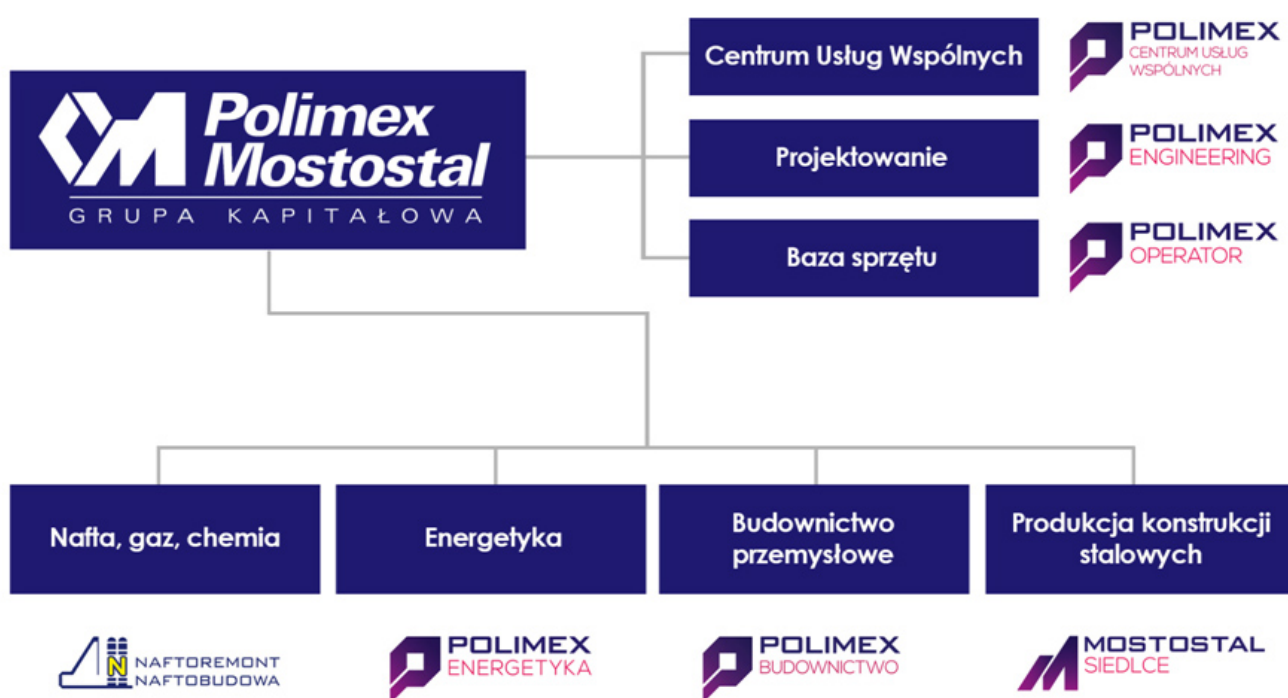 Polimex
Mostostal
GRUPA KAPITAŁOWA
Centrum Usług Wspólnych
POLIMEX
CENTRUM USŁUG
WSPÓLNYCH
Projektowanie
POLIMEX
ENGINEERING
Baza sprzętu
POLIMEX
OPERATOR
Nafta, gaz, chemia
Energetyka
Budownictwo
przemysłowe
Produkcja konstrukcji
stalowych
N
NAFTOREMONT
NAFTOBUDOWA
POLIMEX
ENERGETYKA
POLIMEX
BUDOWNICTWO
MOSTOSTAL
SIEDLCE